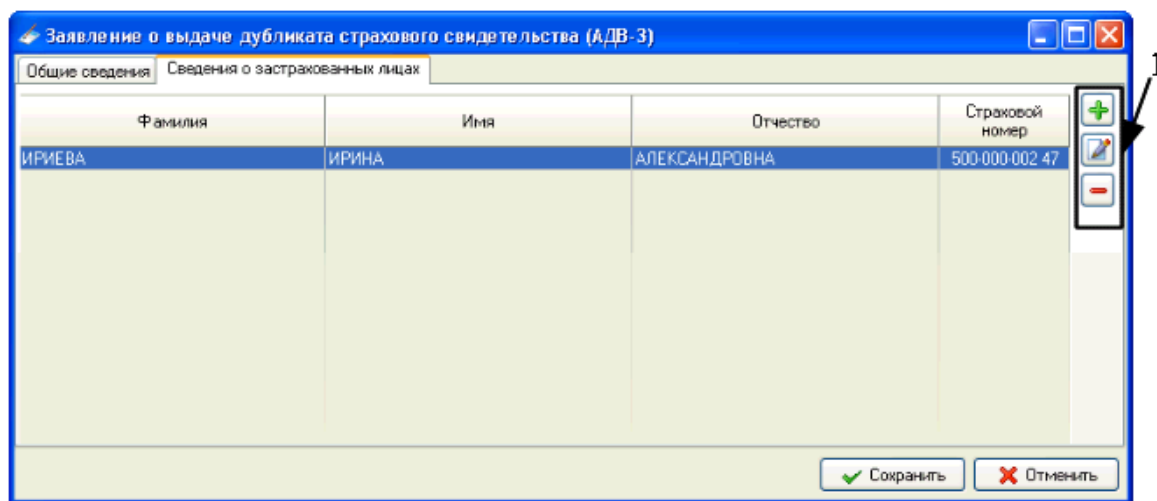 Заявление о выдаче дубликата страхового свидетельства (АДВ-3)
Общие сведения Сведения о застрахованных лицах
1
Фамилия Имя Отчество Страховой номер
ИРИЕВА ИРИНА АЛЕКСАНДРОВНА 500-000-002 47
Сохранить Отменить